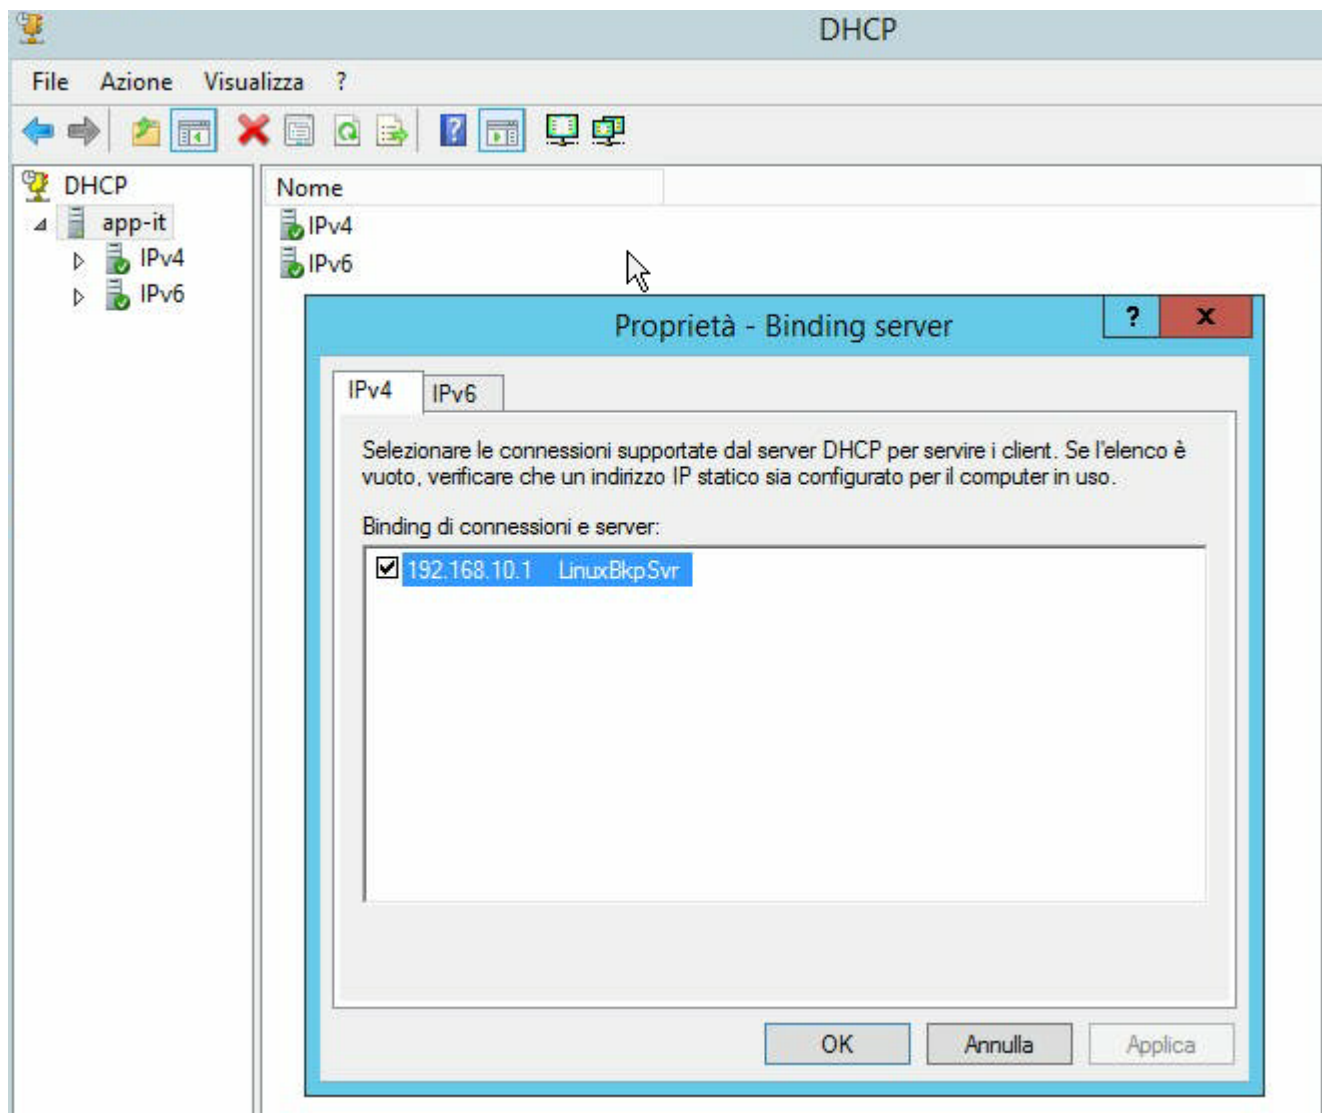 DHCP
File Azione Visualizza ?
DHCP
app-it
IPv4
IPv6
Nome
IPv4
IPv6
Proprietà - Binding server
? x
IPv4 IPv6
Selezionare le connessioni supportate dal server DHCP per servire i client. Se l'elenco è
vuoto, verificare che un indirizzo IP statico sia configurato per il computer in uso.
Binding di connessioni e server:
192.168.10.1 LinuxBkpSvr
OK Annulla Applica